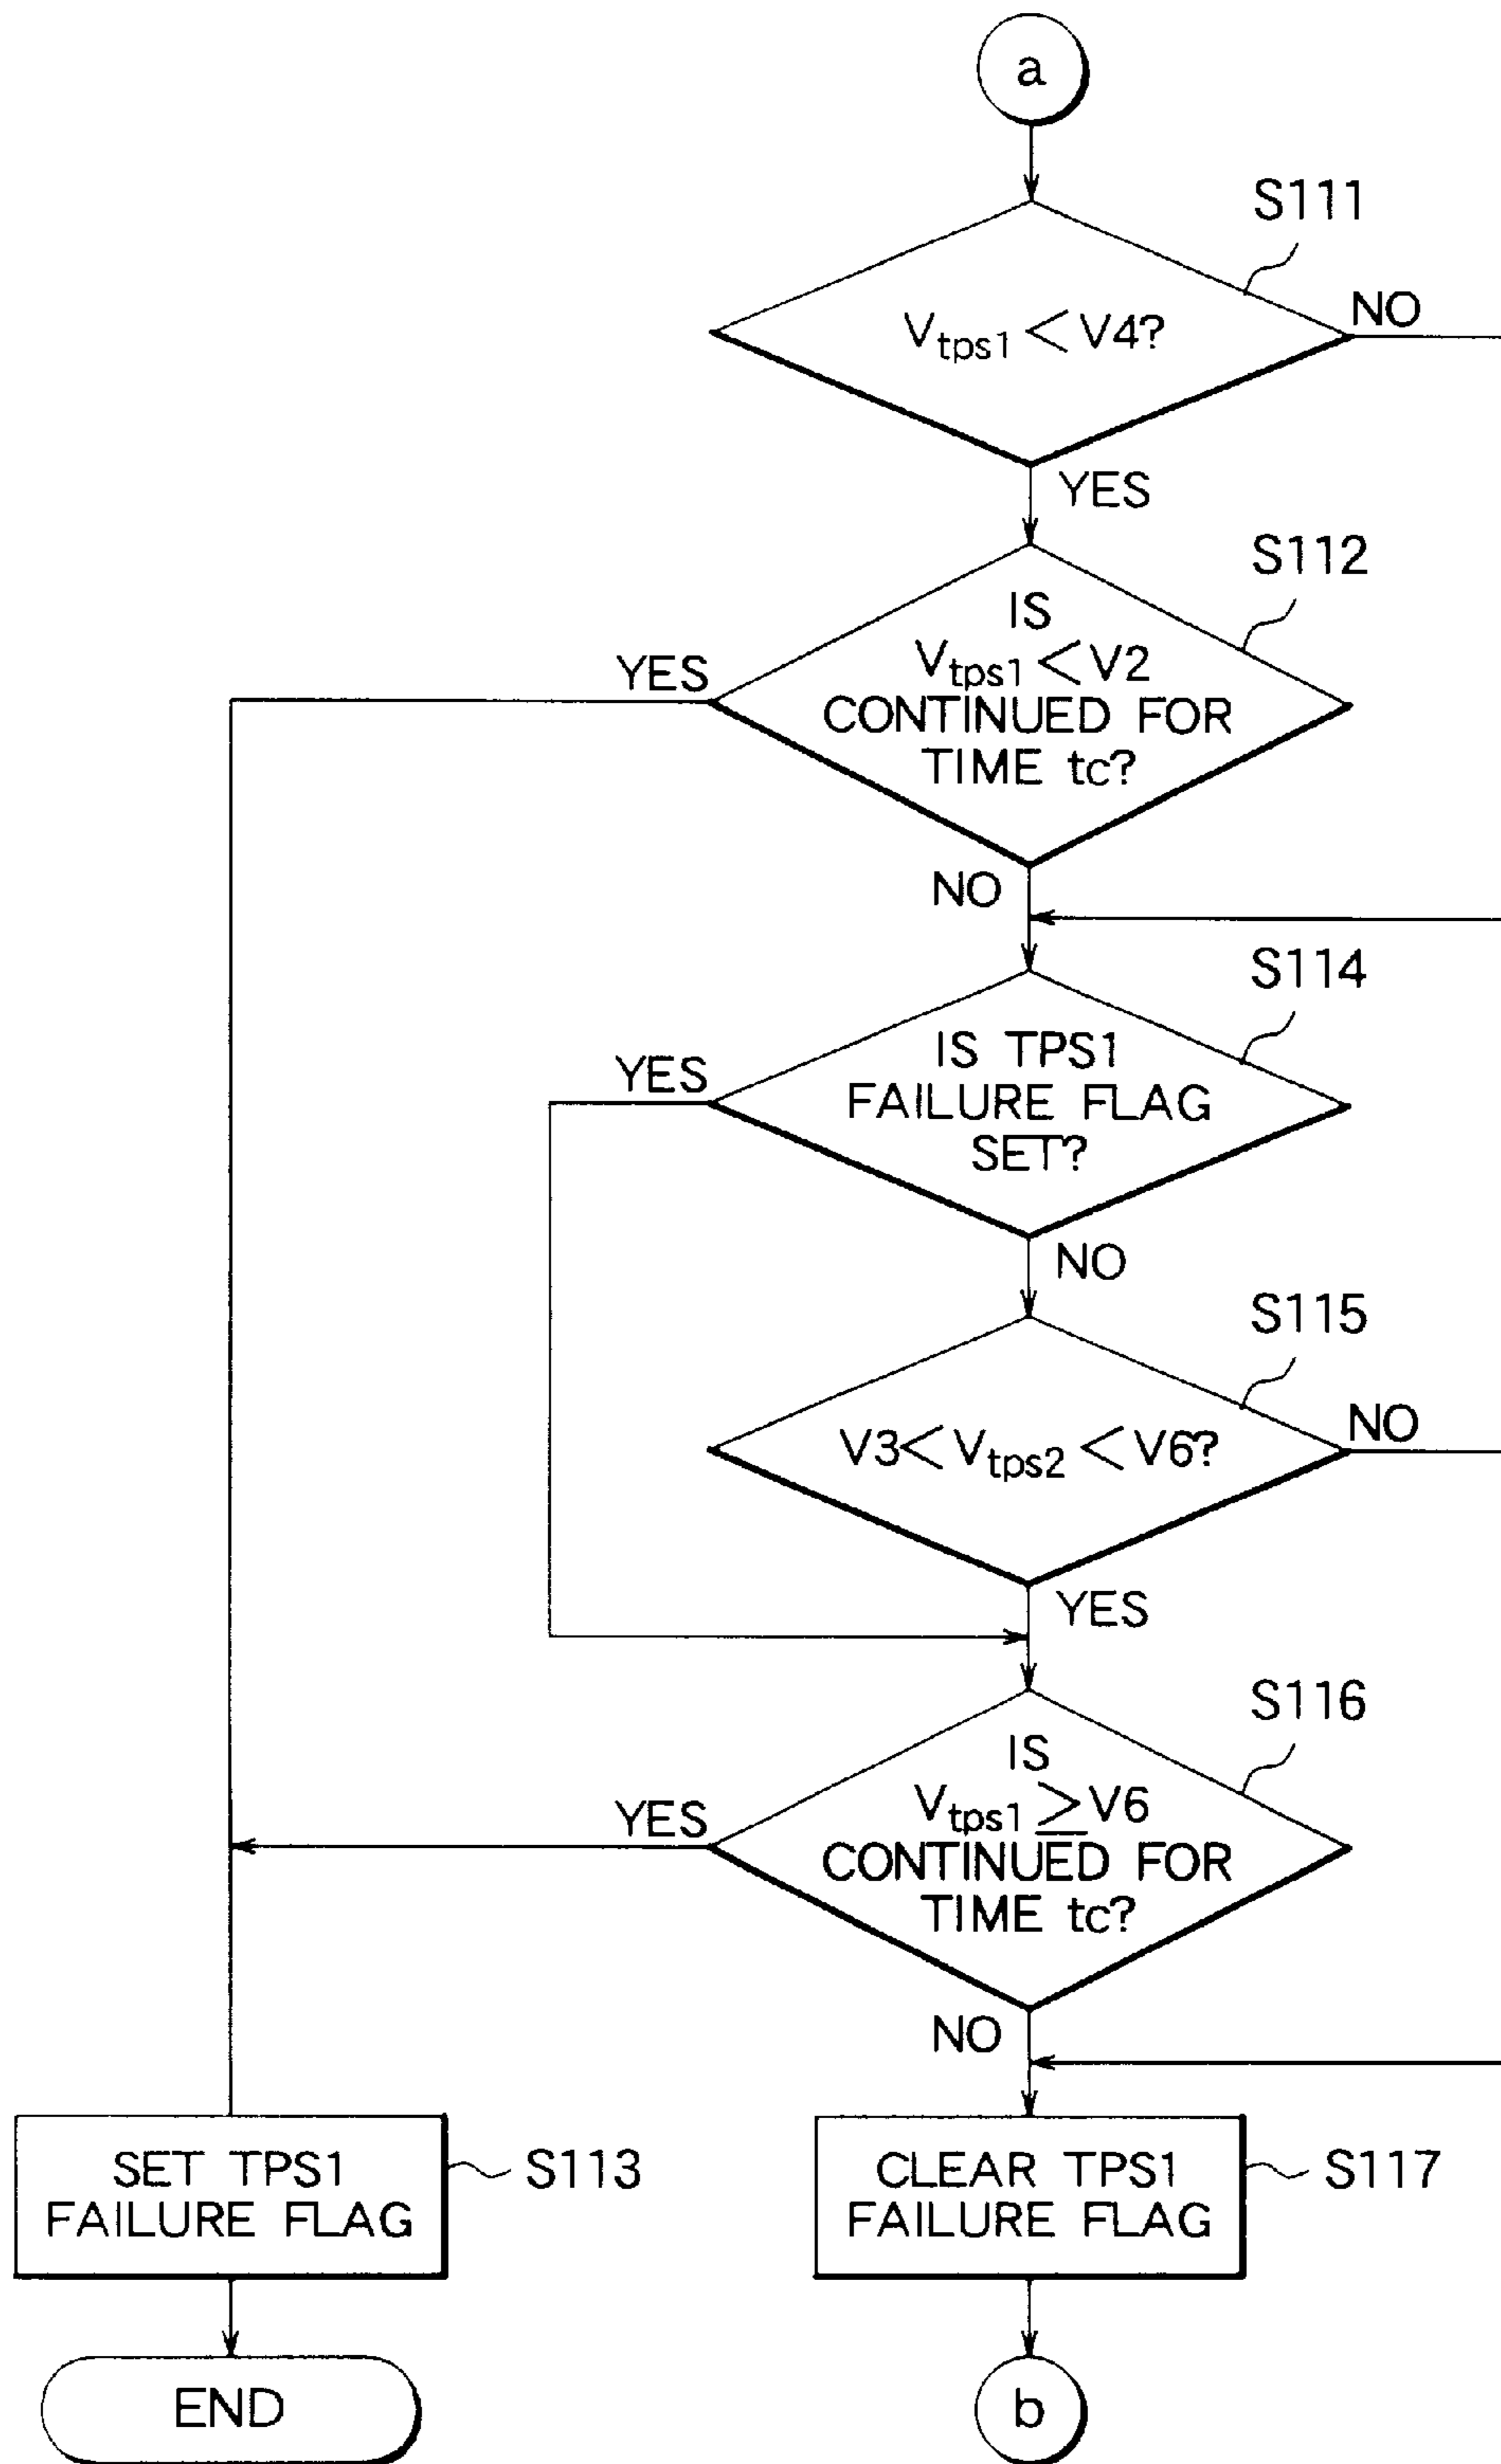 a
S111
Vtps1 < V4?
NO
YES
S112
IS
Vtps1 < V2
CONTINUED FOR
TIME tc?
YES
NO
S114
IS TPS1
FAILURE FLAG
SET?
YES
NO
S115
V3 < Vtps2 < V6?
NO
YES
S116
IS
Vtps1 ≥ V6
CONTINUED FOR
TIME tc?
YES
NO
SET TPS1
FAILURE FLAG
S113
CLEAR TPS1
FAILURE FLAG
S117
END
b